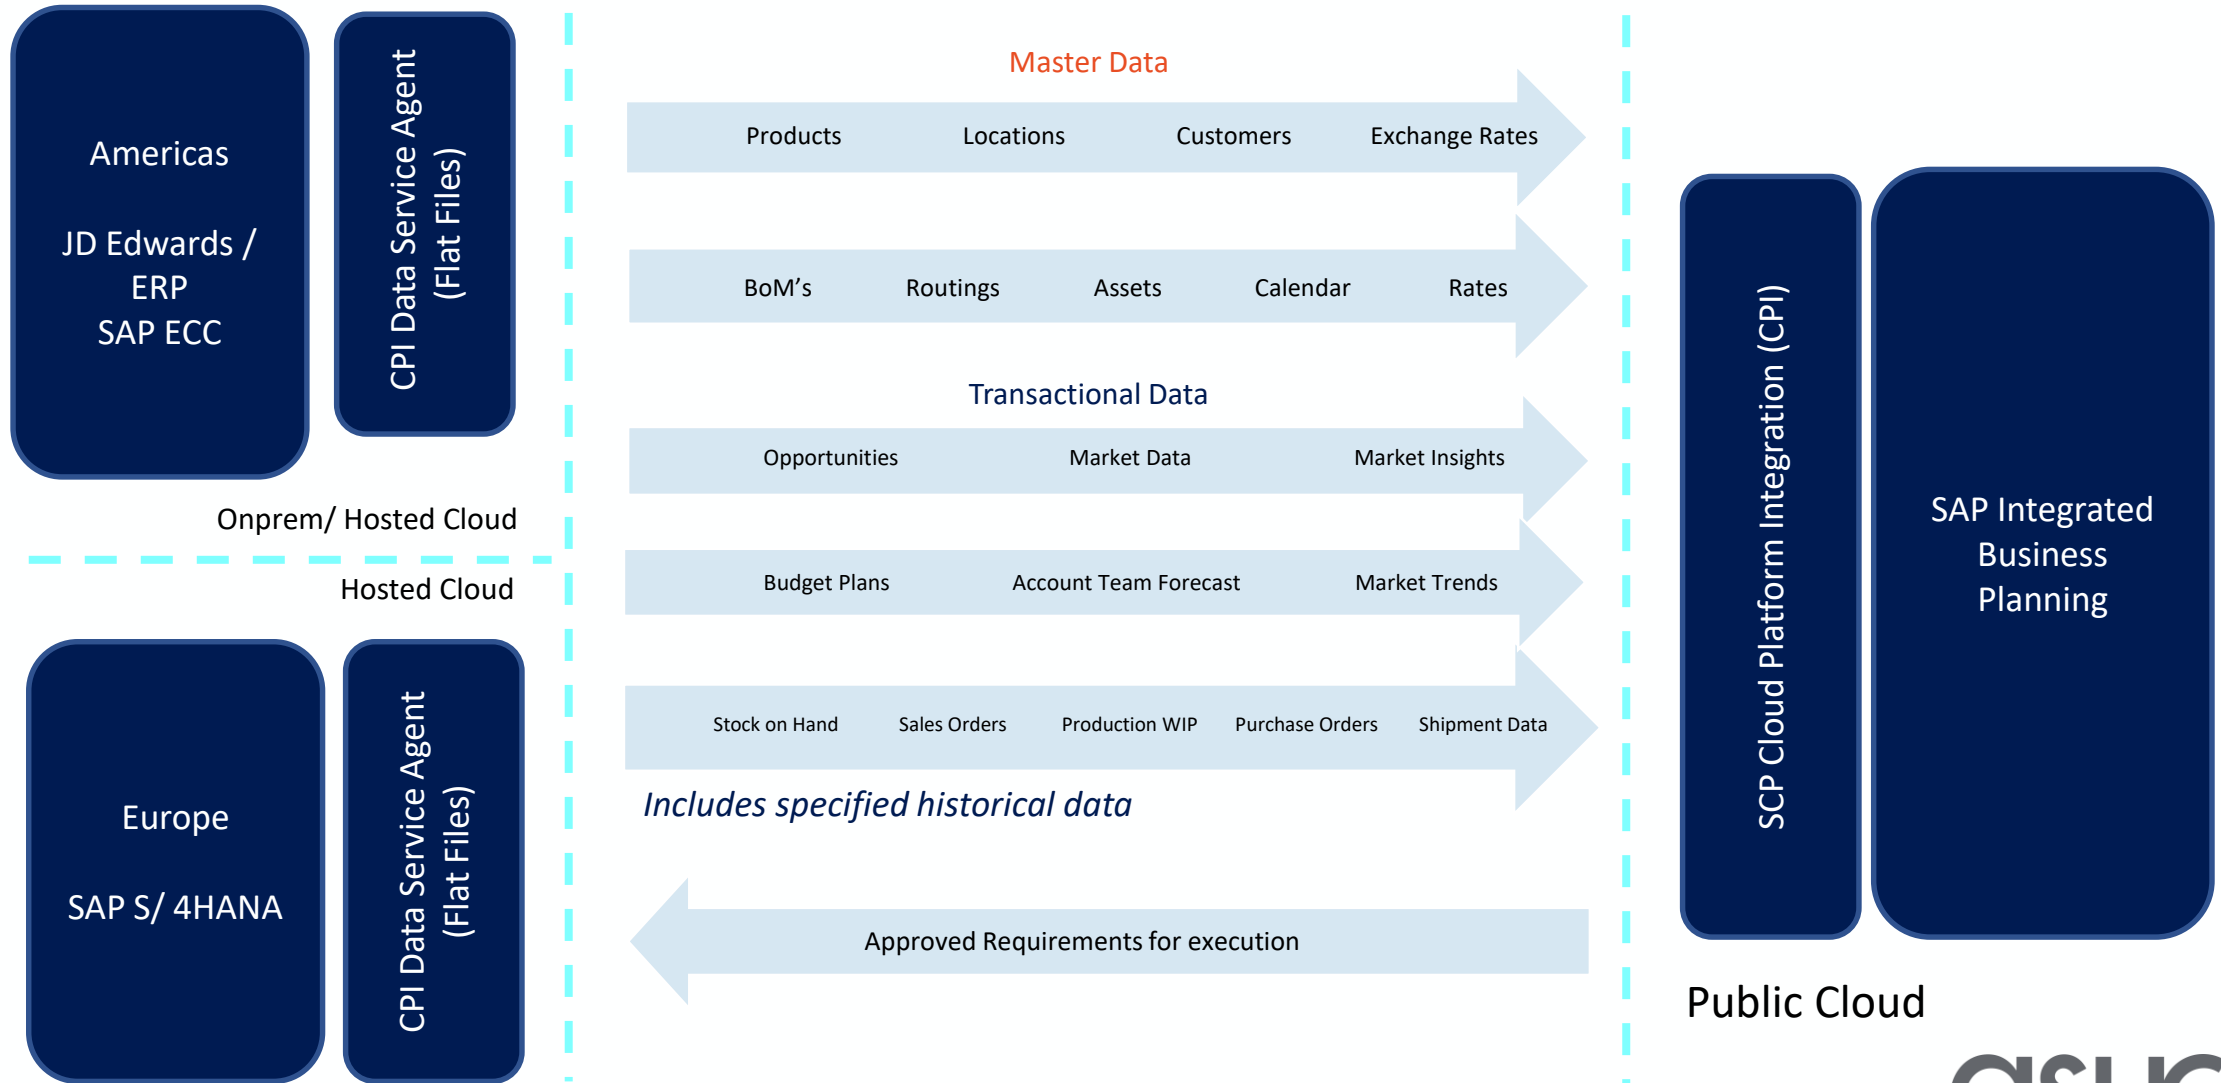 Americas
JD Edwards /
ERP
SAP ECC
CPI Data Service Agent
(Flat Files)
Onprem/ Hosted Cloud
Hosted Cloud
Europe
SAP S/ 4HANA
CPI Data Service Agent
(Flat Files)
Master Data
Products Locations Customers Exchange Rates
BoM's Routings Assets Calendar Rates
Transactional Data
Opportunities Market Data Market Insights
Budget Plans Account Team Forecast Market Trends
Stock on Hand Sales Orders Production WIP Purchase Orders Shipment Data
Includes specified historical data
Approved Requirements for execution
SCP Cloud Platform Integration (CPI)
SAP Integrated
Business
Planning
Public Cloud